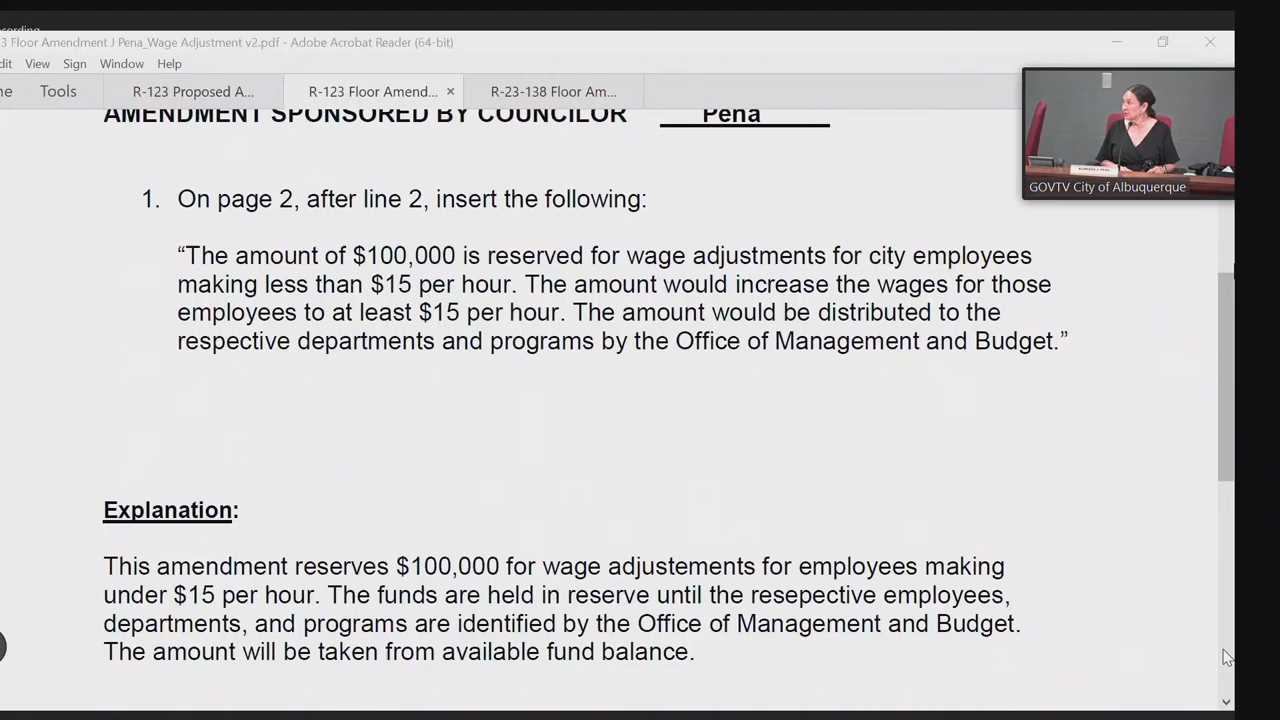 ecording
3 Floor Amendment J Pena_Wage Adjustment v2.pdf - Adobe Acrobat Reader (64-bit)
dit View Sign Window Help
ne Tools R-123 Proposed A... R-123 Floor Amend... × R-23-138 Floor Am...
AMENDMENT SPONSORED BY COUNCILOR Pena
GOVTV City of Albuquerque
1. On page 2, after line 2, insert the following:
“The amount of $100,000 is reserved for wage adjustments for city employees
making less than $15 per hour. The amount would increase the wages for those
employees to at least $15 per hour. The amount would be distributed to the
respective departments and programs by the Office of Management and Budget.”
Explanation:
This amendment reserves $100,000 for wage adjustements for employees making
under $15 per hour. The funds are held in reserve until the resepective employees,
departments, and programs are identified by the Office of Management and Budget.
The amount will be taken from available fund balance.